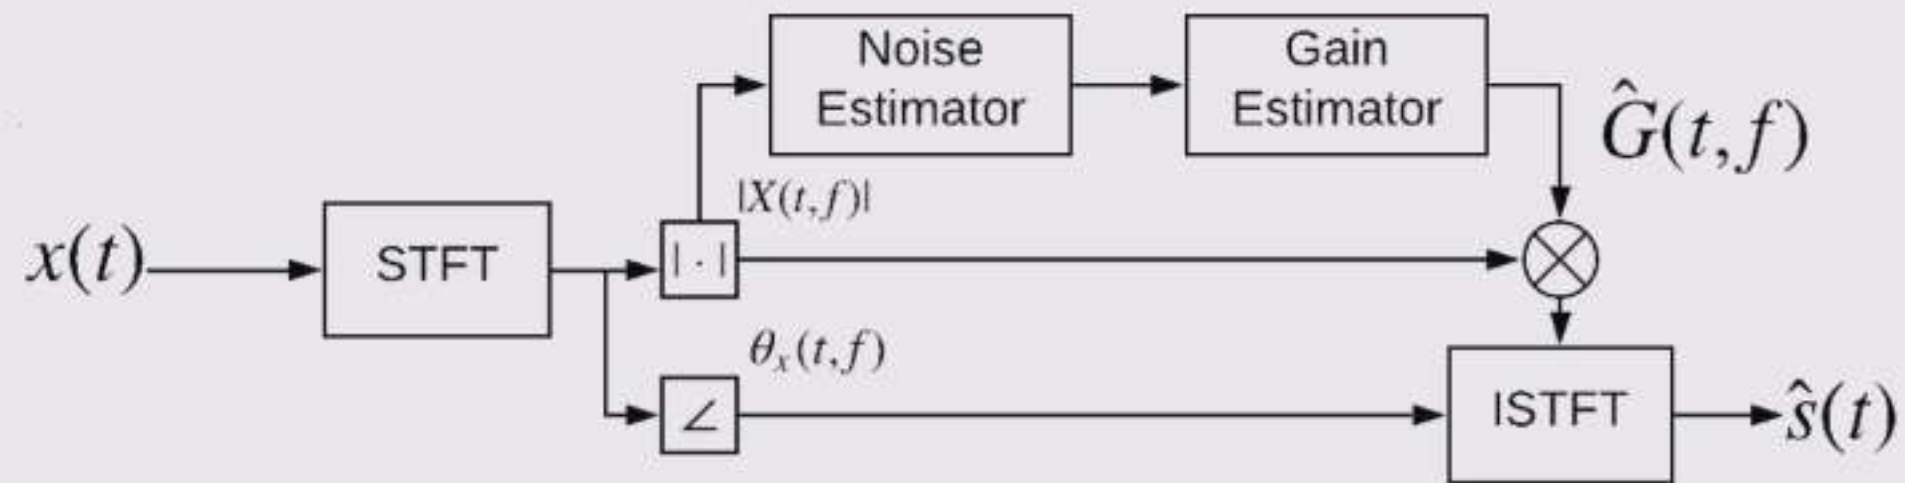 Noise
Estimator
Gain
Estimator
Ĝ(t,f)
|X(t,f)|
x(t)
STFT
|·|
θₓ(t,f)
∠
ISTFT
ŝ(t)